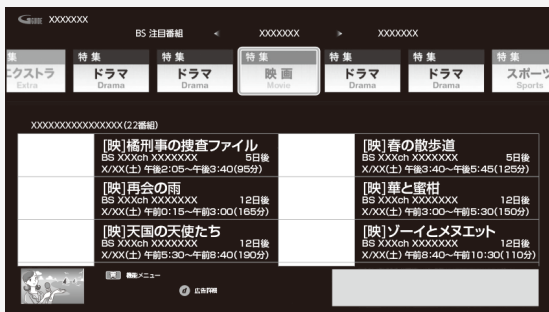 G GUIDE XXXXXXX
BS 注目番組 < XXXXXXX > XXXXXXX
集 特集 特集 特集 特集 特集 特集
エクストラ ドラマ ドラマ 映画 ドラマ ドラマ スポーツ
Extra Drama Drama Movie Drama Drama Sports
XXXXXXXXXXXXXXXX(22番組)
[映]橘刑事の捜査ファイル
BS XXXch XXXXXXX 5日後
X/XX(土) 午後2:05～午後3:40(95分)
[映]春の散歩道
BS XXXch XXXXXXX 5日後
X/XX(土) 午後3:40～午後5:45(125分)
[映]再会の雨
BS XXXch XXXXXXX 12日後
X/XX(土) 午前0:15～午前3:00(165分)
[映]華と蜜柑
BS XXXch XXXXXXX 12日後
X/XX(土) 午前3:00～午前5:30(150分)
[映]天国の天使たち
BS XXXch XXXXXXX 12日後
X/XX(土) 午前5:30～午前8:40(190分)
[映]ゾーイとメヌエット
BS XXXch XXXXXXX 12日後
X/XX(土) 午前8:40～午前10:30(110分)
機能メニュー
d 広告詳細